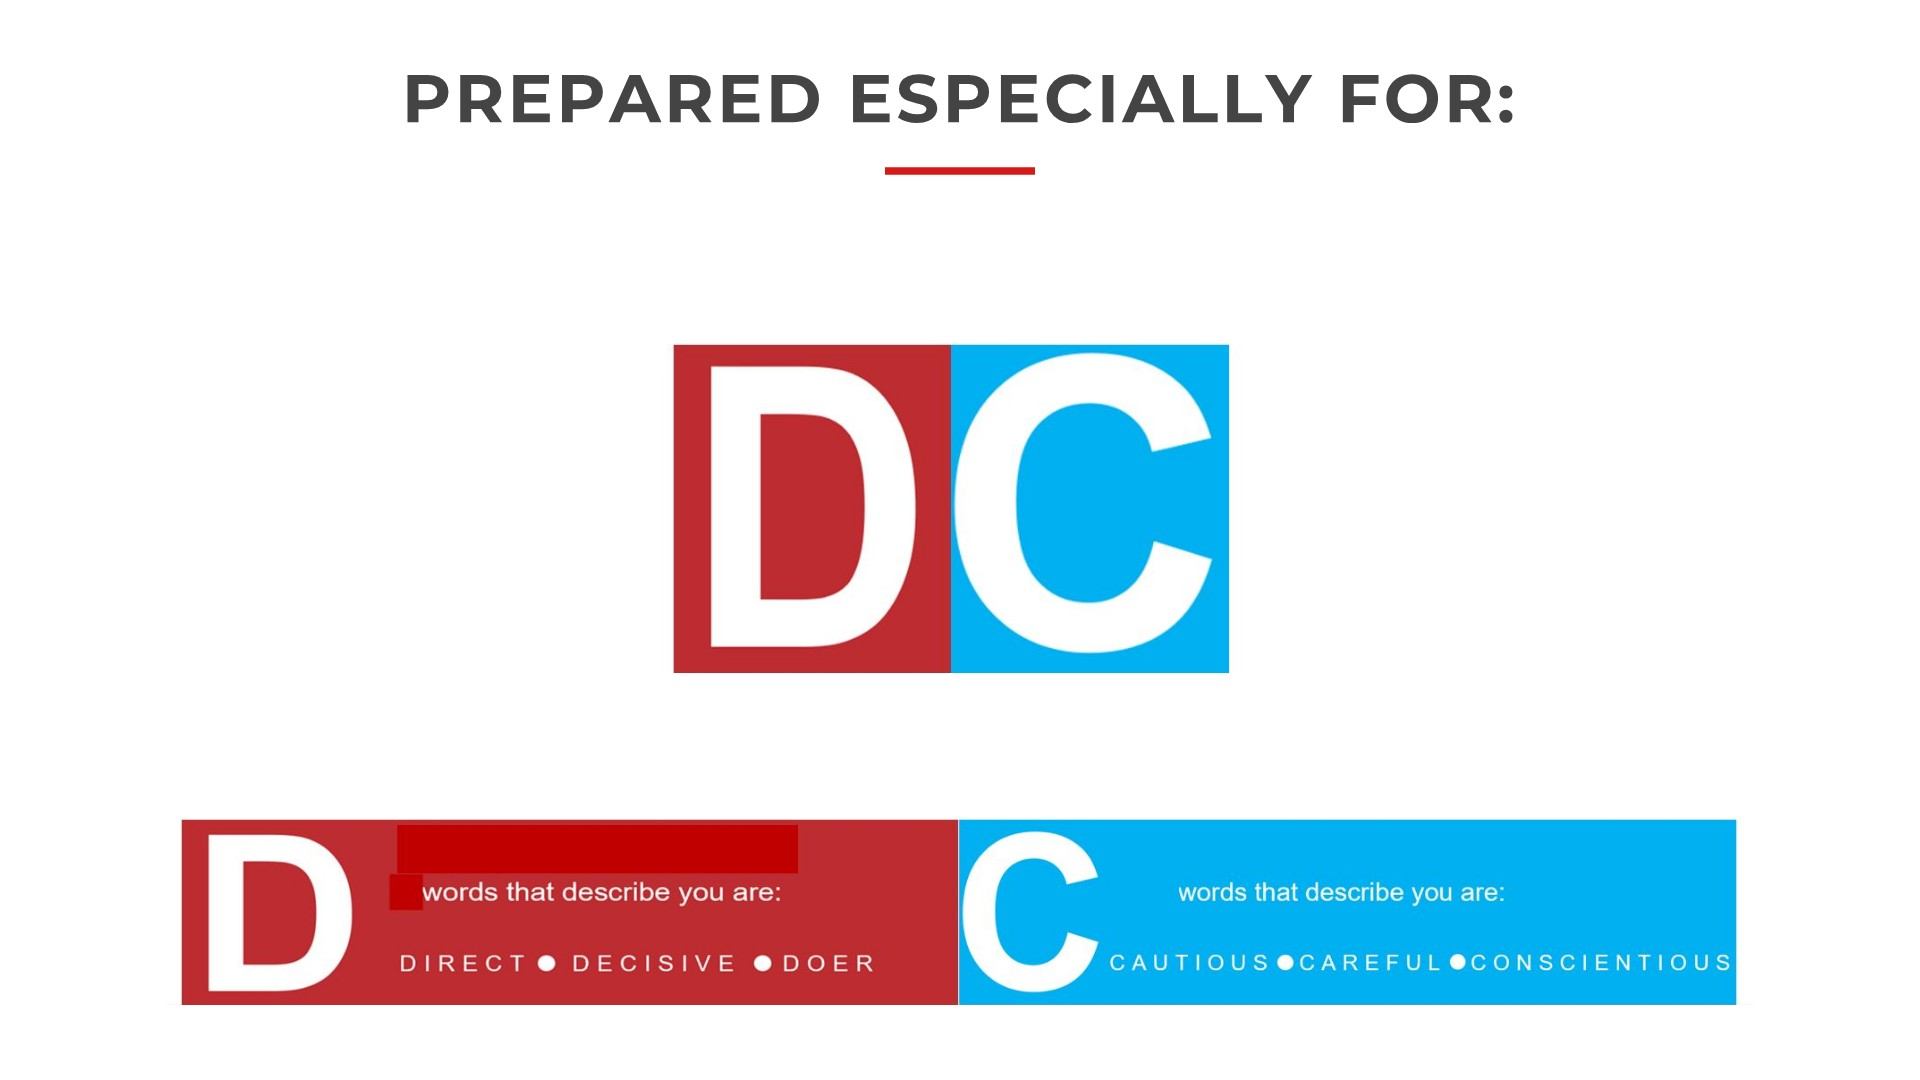 PREPARED ESPECIALLY FOR:
DC
D words that describe you are:
DIRECT ● DECISIVE ● DOER
C words that describe you are:
CAUTIOUS ● CAREFUL ● CONSCIENTIOUS